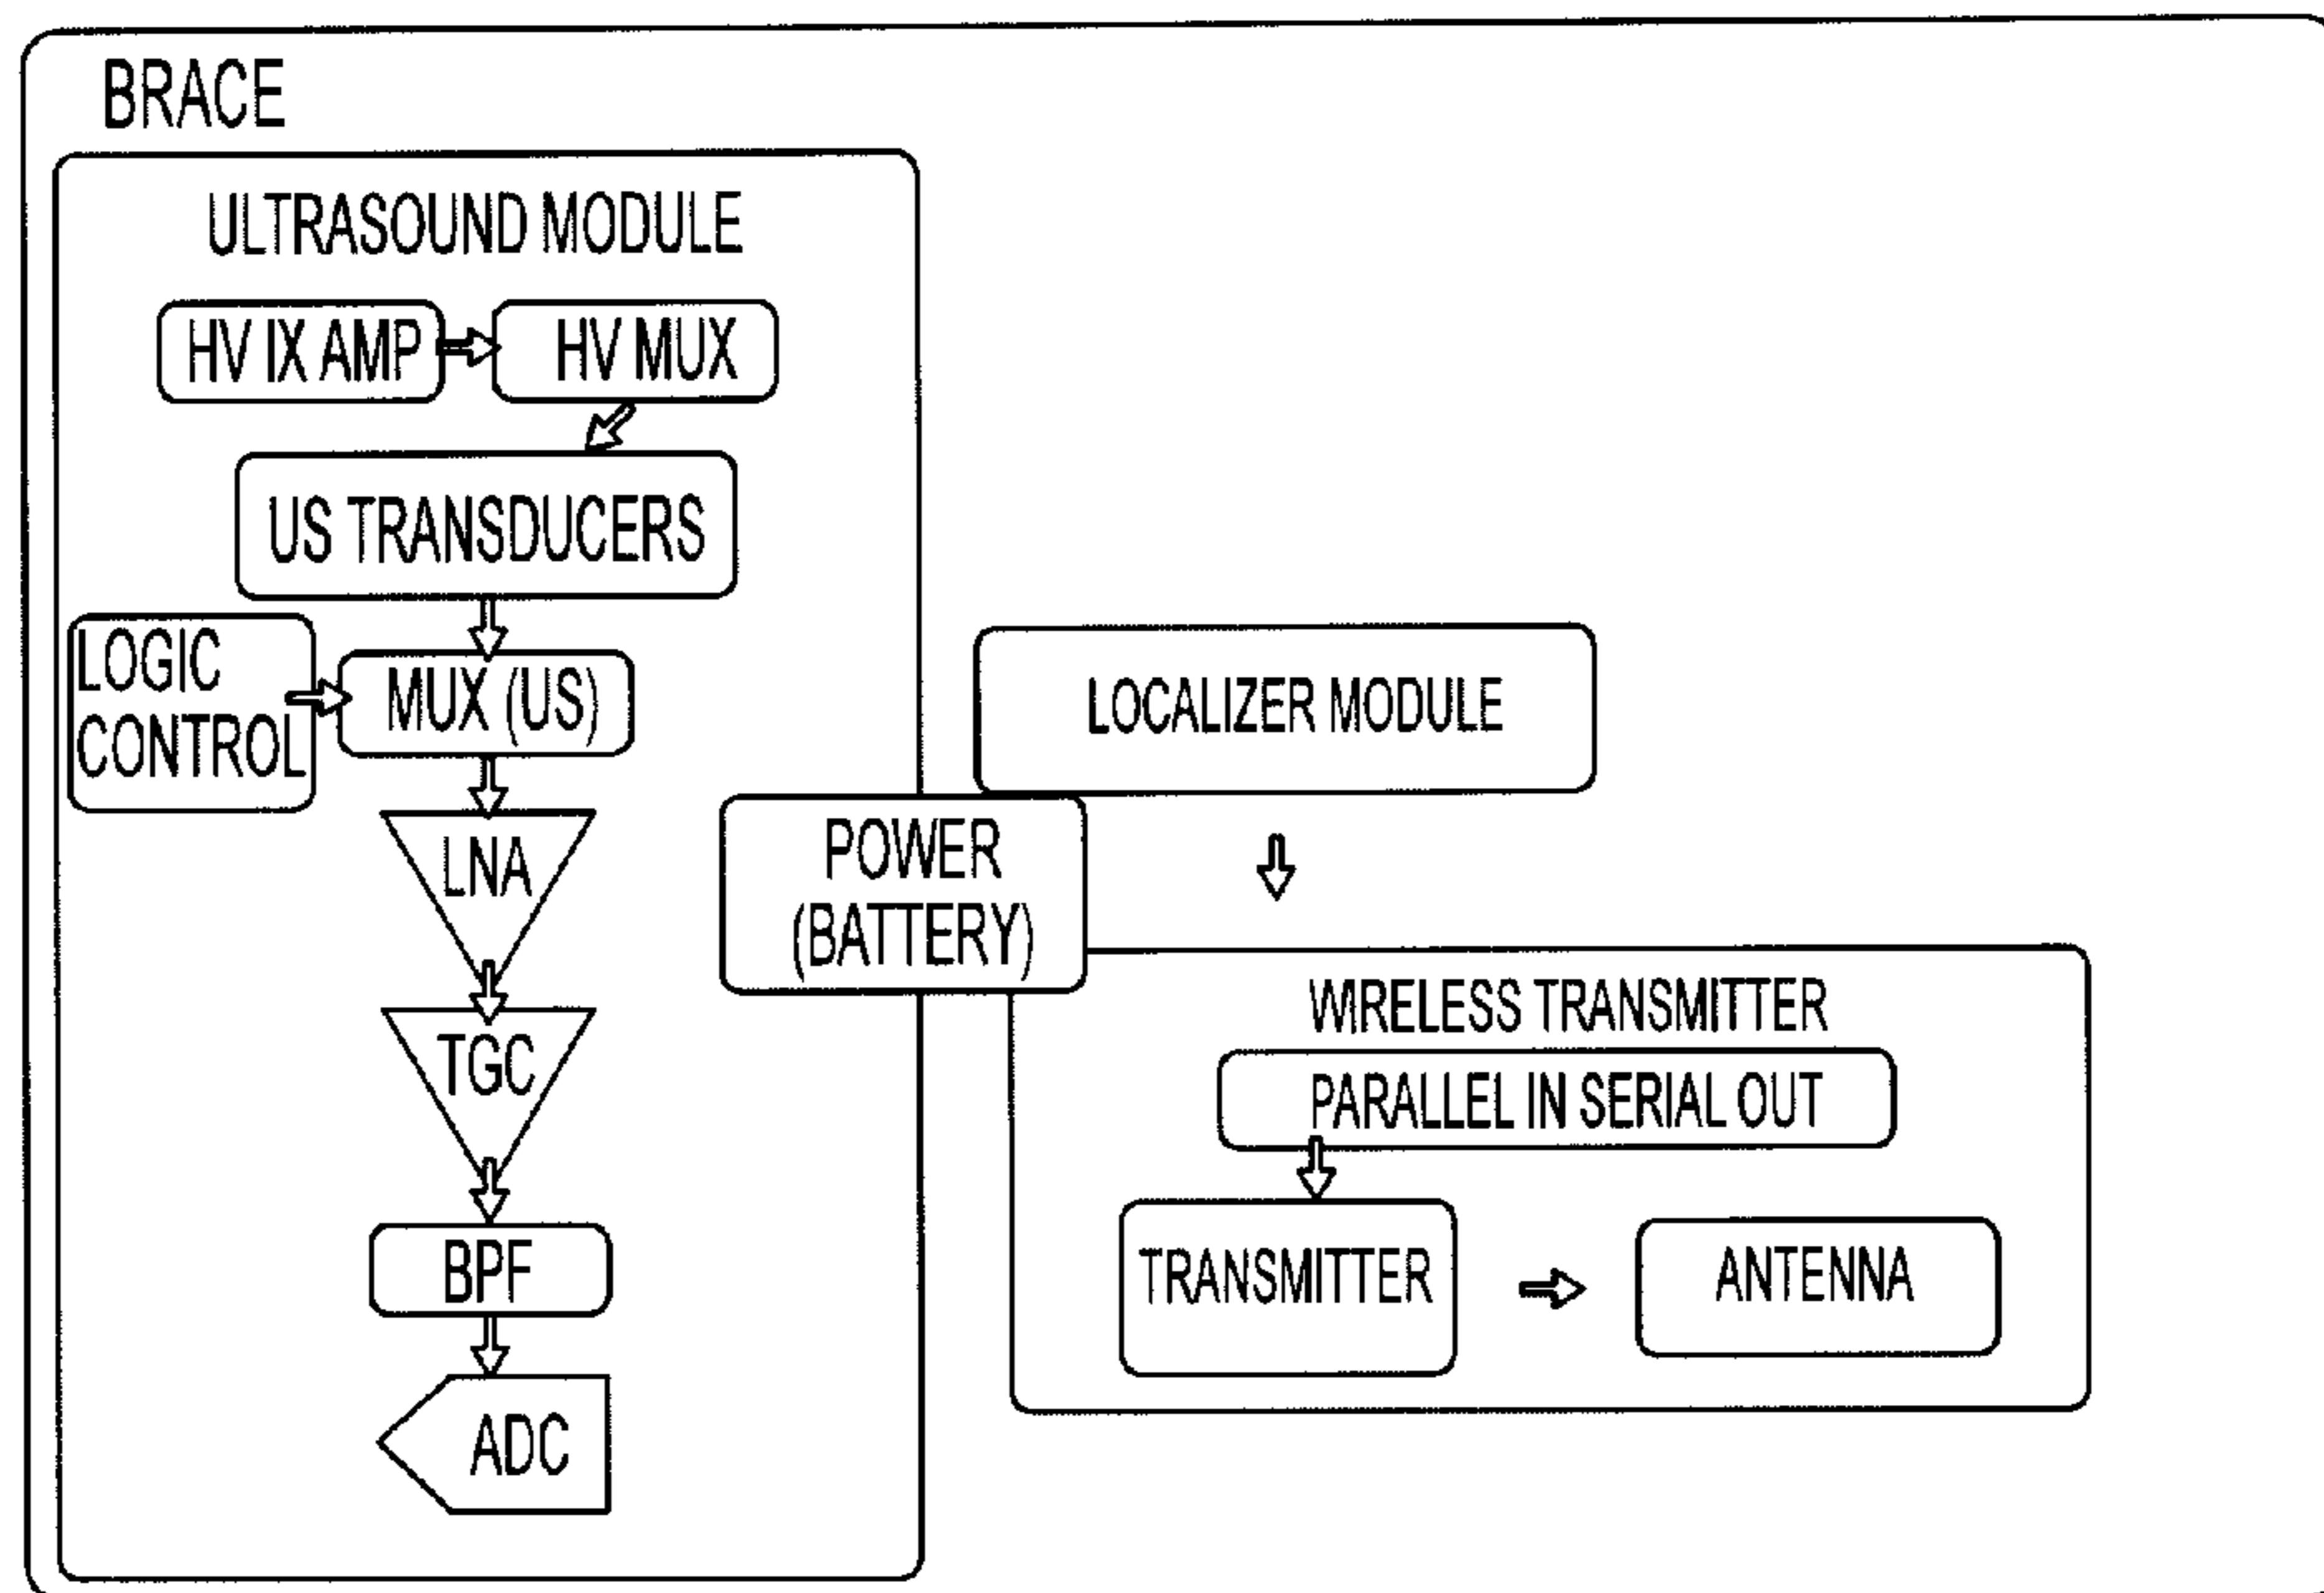 BRACE
ULTRASOUND MODULE
HV IX AMP
HV MUX
US TRANSDUCERS
LOGIC
CONTROL
MUX (US)
LNA
TGC
BPF
ADC
LOCALIZER MODULE
POWER
(BATTERY)
WIRELESS TRANSMITTER
PARALLEL IN SERIAL OUT
TRANSMITTER
ANTENNA